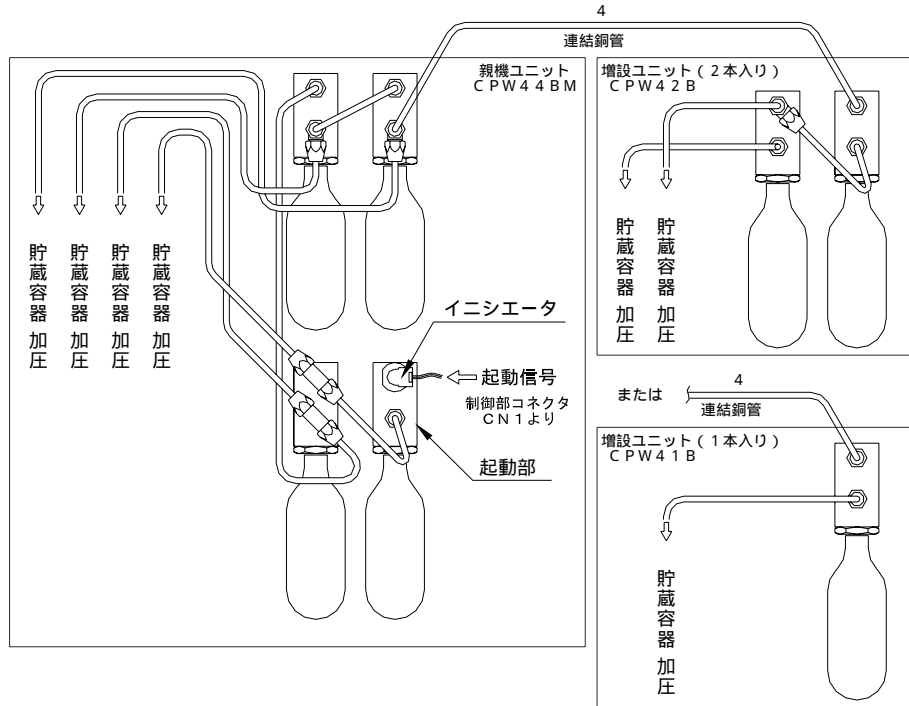 4
連結銅管
親機ユニット
CPW44BM
増設ユニット(2本入り)
CPW42B
貯蔵容器 加圧
貯蔵容器 加圧
貯蔵容器 加圧
貯蔵容器 加圧
イニシエータ
起動信号
制御部コネクタ
CN1より
起動部
貯蔵容器 加圧
貯蔵容器 加圧
または
4
連結銅管
増設ユニット(1本入り)
CPW41B
貯蔵容器 加圧